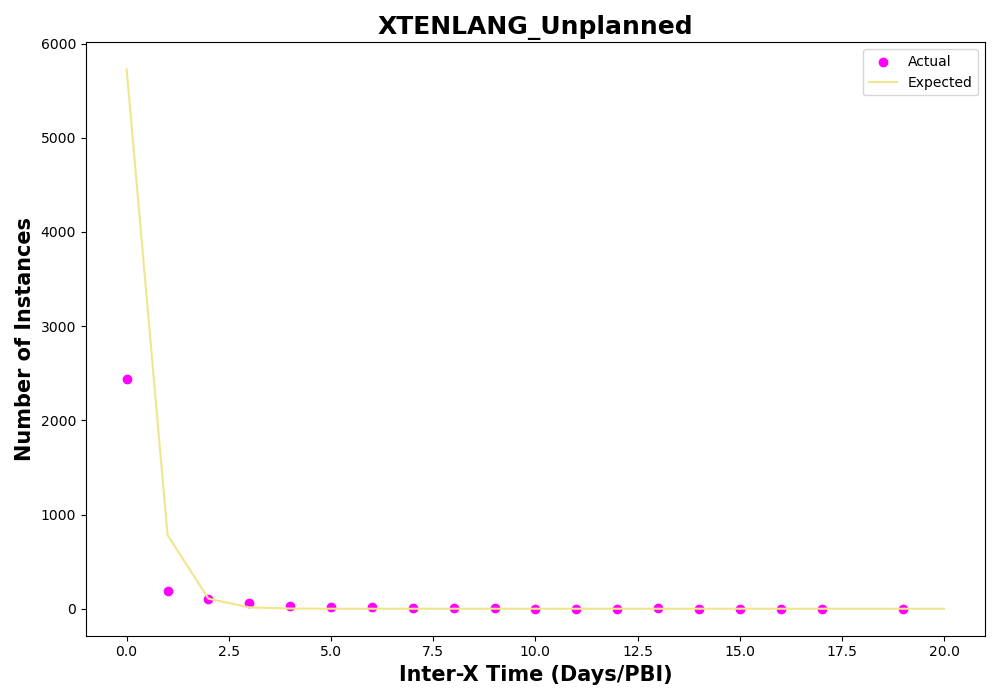 XTENLANG_Unplanned
Actual
Expected
Number of Instances
6000
5000
4000
3000
2000
1000
0
0.0 2.5 5.0 7.5 10.0 12.5 15.0 17.5 20.0
Inter-X Time (Days/PBI)